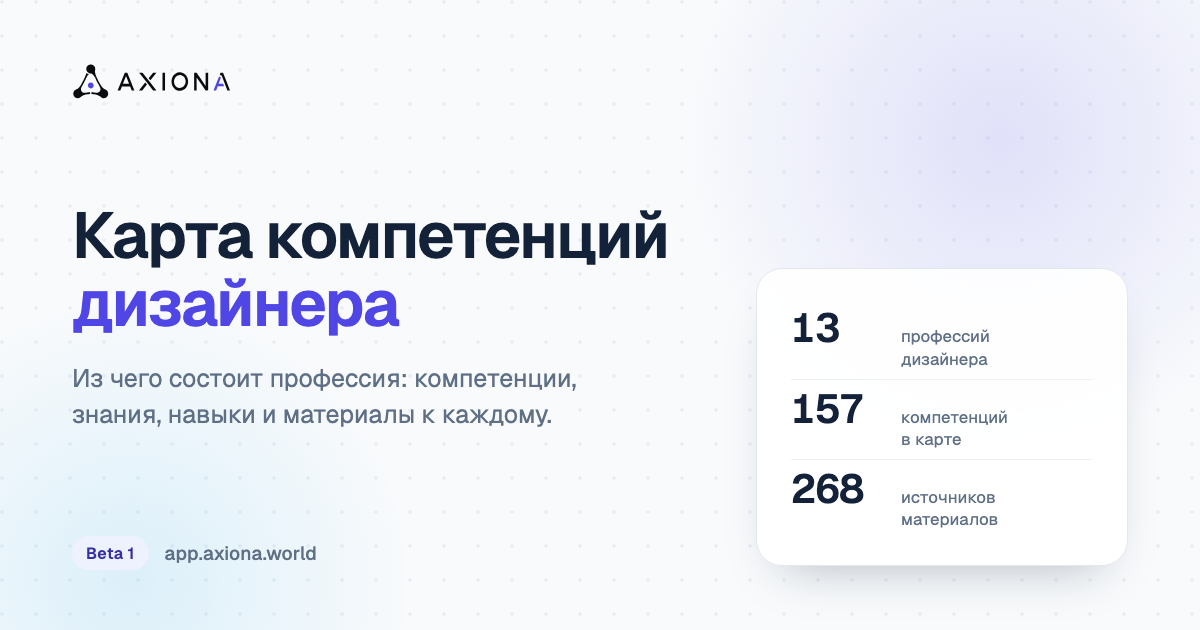 AXIONA
Карта компетенций
дизайнера
Из чего состоит профессия: компетенции,
знания, навыки и материалы к каждому.
Beta 1
app.axiona.world
13
профессий
дизайнера
157
компетенций
в карте
268
источников
материалов